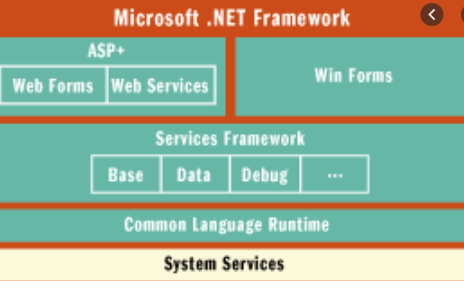 Microsoft .NET Framework
ASP+
Web Forms
Web Services
Win Forms
Services Framework
Base
Data
Debug
...
Common Language Runtime
System Services